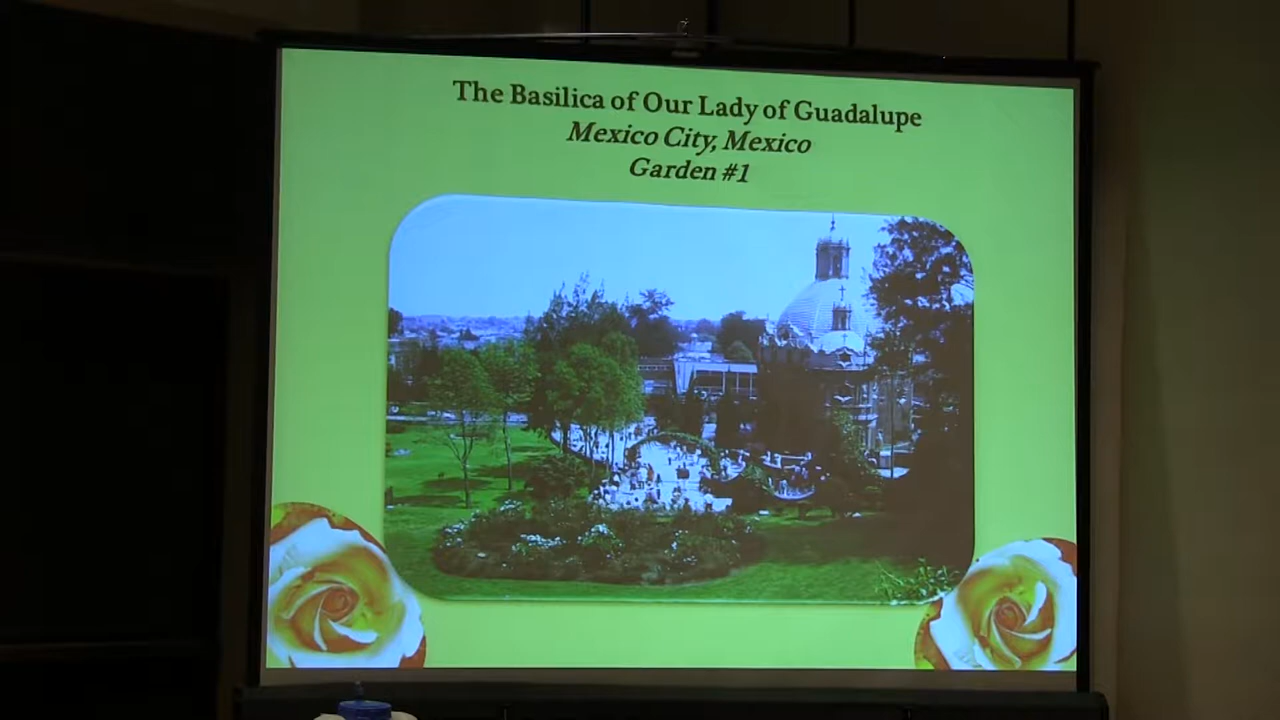 The Basilica of Our Lady of Guadalupe
Mexico City, Mexico
Garden #1